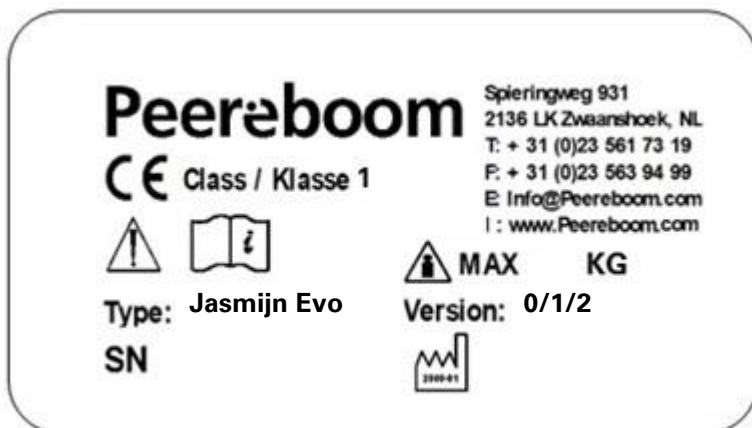 Peereboom
Spieringweg 931
2136 LK Zwaanshoek, NL
T: + 31 (0)23 561 73 19
F: + 31 (0)23 563 94 99
E: Info@Peereboom.com
I : www.Peereboom.com
CE Class / Klasse 1
i
MAX KG
Type: Jasmijn Evo
Version: 0/1/2
SN